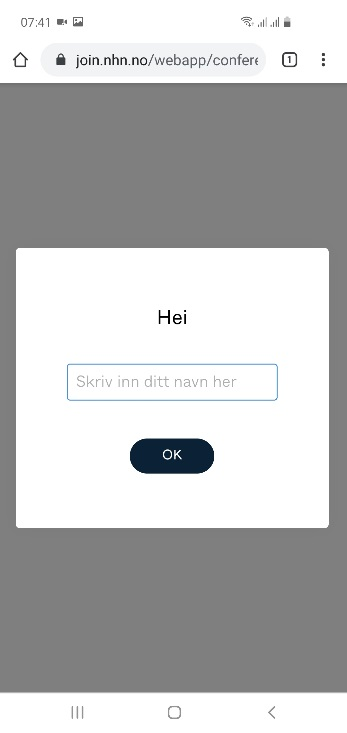 07:41
join.nhn.no/webapp/confere
1
Hei
Skriv inn ditt navn her
OK